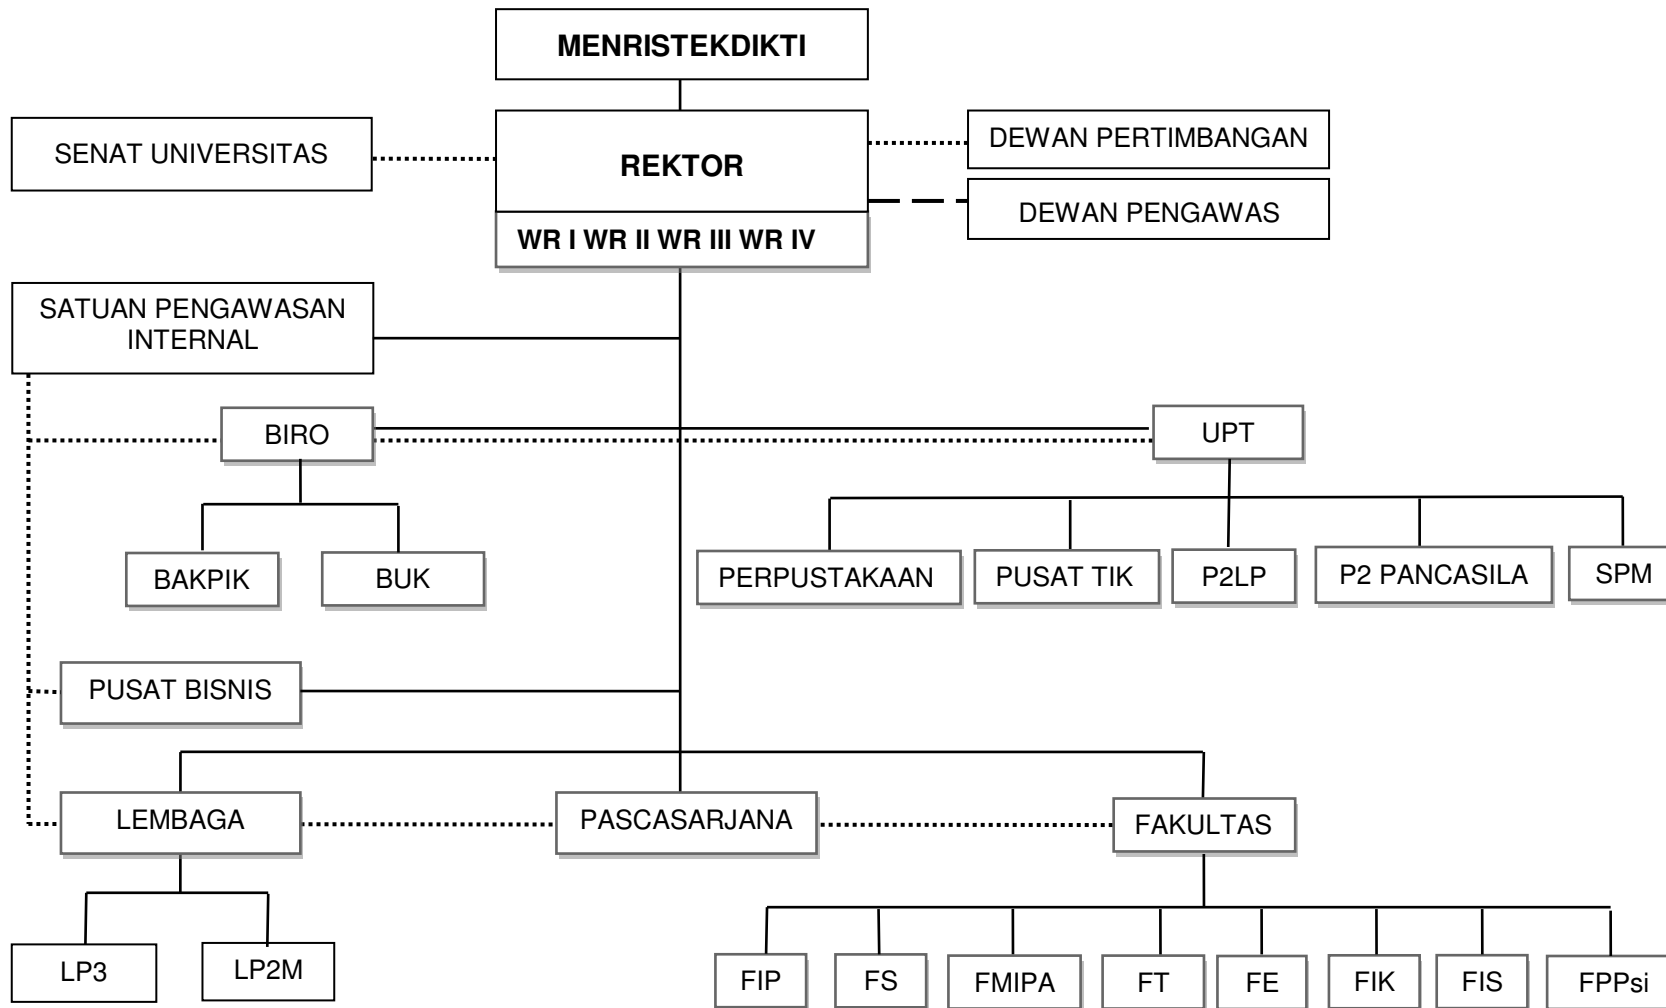 MENRISTEKDIKTI
SENAT UNIVERSITAS
REKTOR
DEWAN PERTIMBANGAN
DEWAN PENGAWAS
WR I WR II WR III WR IV
SATUAN PENGAWASAN
INTERNAL
BIRO
UPT
BAKPIK
BUK
PERPUSTAKAAN
PUSAT TIK
P2LP
P2 PANCASILA
SPM
PUSAT BISNIS
LEMBAGA
PASCASARJANA
FAKULTAS
LP3
LP2M
FIP
FS
FMIPA
FT
FE
FIK
FIS
FPPsi